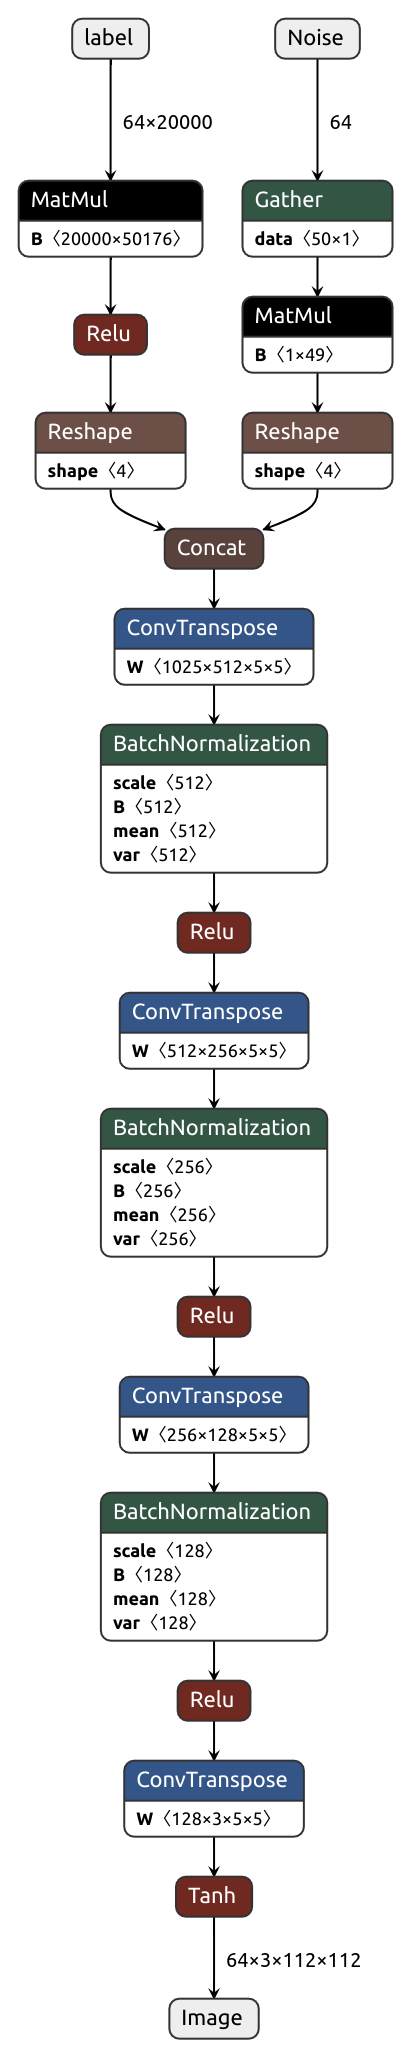 label
Noise
64×20000
64
MatMul
B〈20000×50176〉
Gather
data〈50×1〉
Relu
MatMul
B〈1×49〉
Reshape
shape〈4〉
Reshape
shape〈4〉
Concat
ConvTranspose
W〈1025×512×5×5〉
BatchNormalization
scale〈512〉
B〈512〉
mean〈512〉
var〈512〉
Relu
ConvTranspose
W〈512×256×5×5〉
BatchNormalization
scale〈256〉
B〈256〉
mean〈256〉
var〈256〉
Relu
ConvTranspose
W〈256×128×5×5〉
BatchNormalization
scale〈128〉
B〈128〉
mean〈128〉
var〈128〉
Relu
ConvTranspose
W〈128×3×5×5〉
Tanh
64×3×112×112
Image